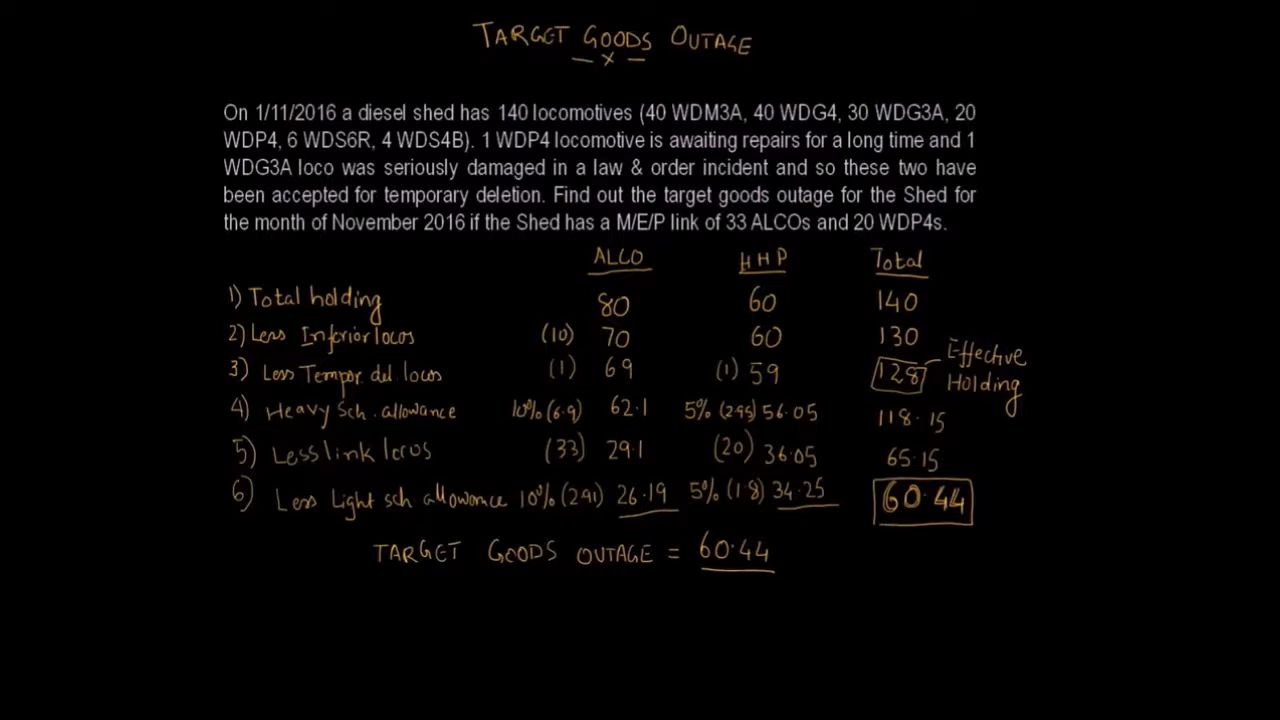 TARGET GOODS OUTAGE
— x —
On 1/11/2016 a diesel shed has 140 locomotives (40 WDM3A, 40 WDG4, 30 WDG3A, 20
WDP4, 6 WDS6R, 4 WDS4B). 1 WDP4 locomotive is awaiting repairs for a long time and 1
WDG3A loco was seriously damaged in a law & order incident and so these two have
been accepted for temporary deletion. Find out the target goods outage for the Shed for
the month of November 2016 if the Shed has a M/E/P link of 33 ALCOs and 20 WDP4s.
ALCO HHP Total
1) Total holding 80 60 140
2) Less Inferior locos (10) 70 60 130
3) Less Tempor. del. locos (1) 69 (1) 59 128 Effective Holding
4) Heavy Sch. allowance 10% (6.9) 62.1 5% (2.95) 56.05 118.15
5) Less link locos (33) 29.1 (20) 36.05 65.15
6) Less Light sch. allowance 10% (2.91) 26.19 5% (1.8) 34.25 60.44
TARGET GOODS OUTAGE = 60.44